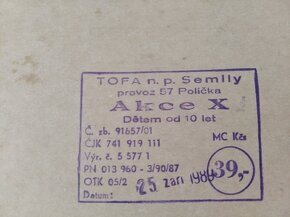 TOFA n. p. Semily
provoz 57 Polička
Akce X
Dětem od 10 let
Č. zb. 91657/01
ČJK 741 919 111 MC Kčs
Výr. č. 5 577 1
PN 013 960 - 3/90/87 39,-
OTK 05/2 25. září 1989
Datum: